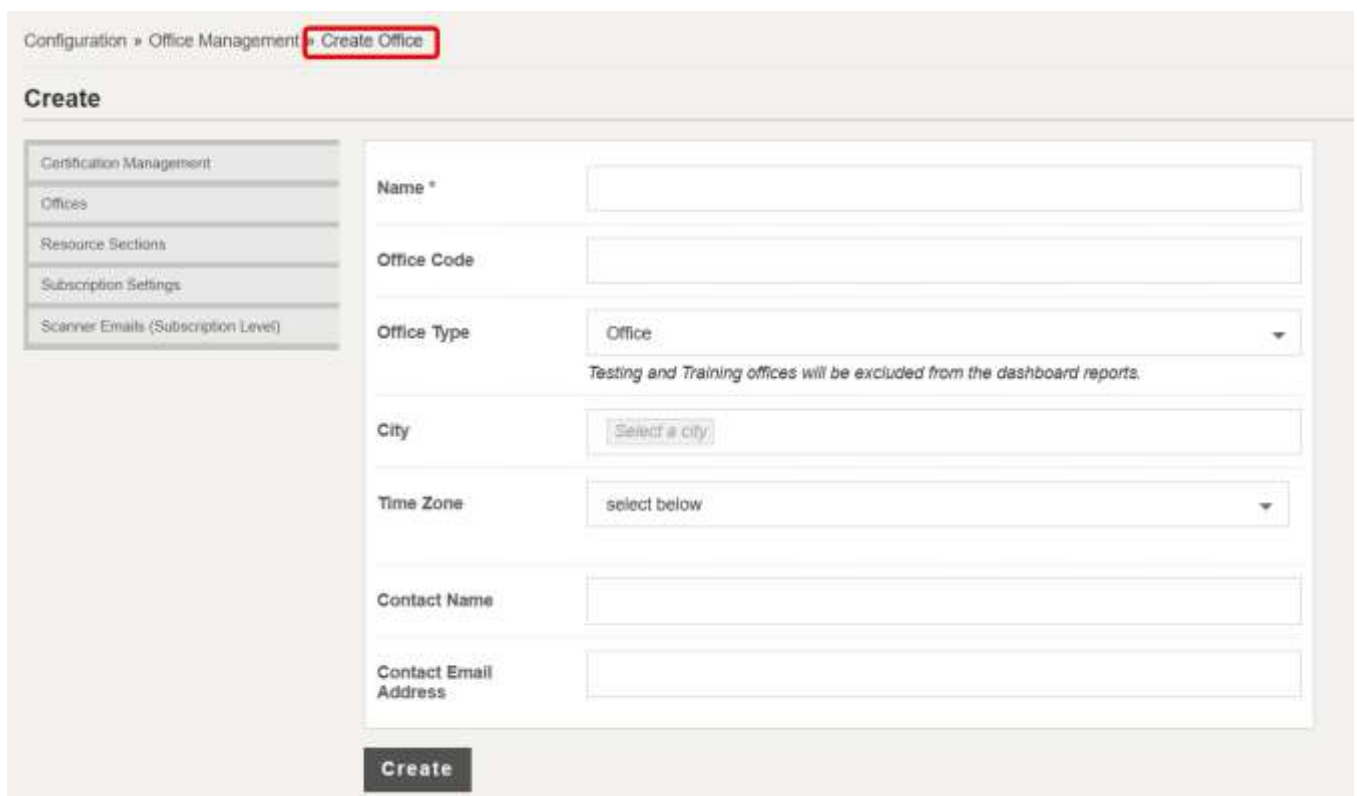 Configuration » Office Management » Create Office
Create
Certification Management
Offices
Resource Sections
Subscription Settings
Scanner Emails (Subscription Level)
Name *
Office Code
Office Type
Office
Testing and Training offices will be excluded from the dashboard reports.
City
Select a city
Time Zone
select below
Contact Name
Contact Email
Address
Create